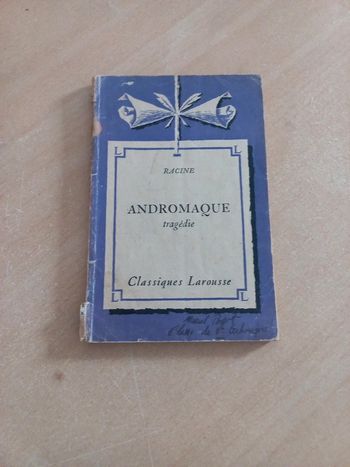 L L
RACINE
ANDROMAQUE
tragédie
Classiques Larousse
L L